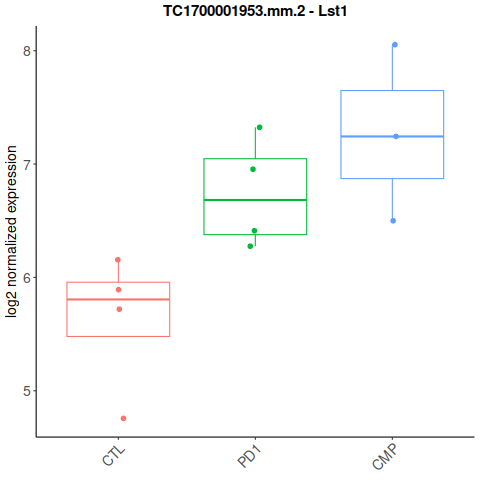 TC1700001953.mm.2 - Lst1
log2 normalized expression
8
7
6
5
CTL
PD1
CMP